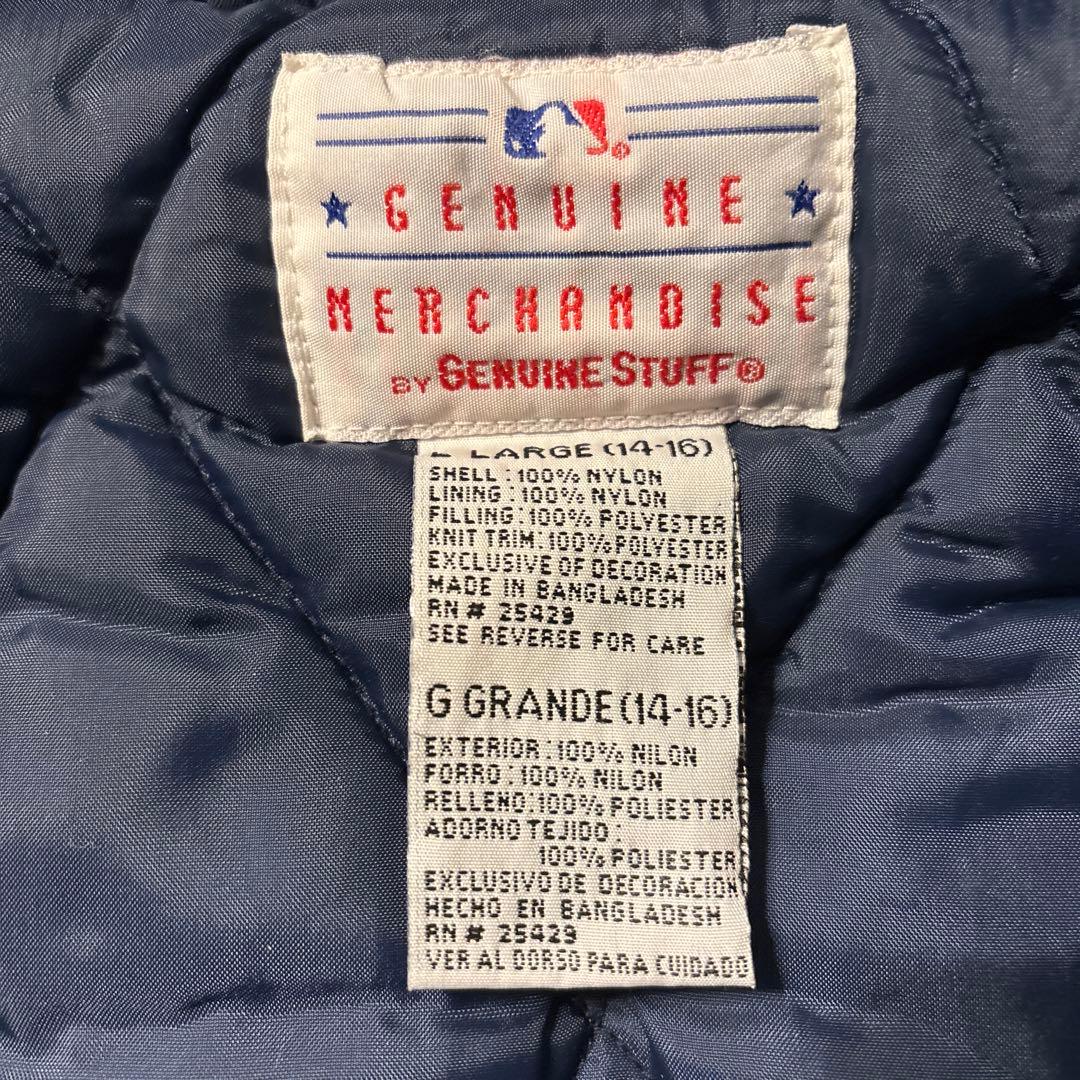 GENUINE
MERCHANDISE
BY GENUINE STUFF®
L LARGE (14-16)
SHELL : 100% NYLON
LINING : 100% NYLON
FILLING : 100% POLYESTER
KNIT TRIM: 100% POLYESTER
EXCLUSIVE OF DECORATION
MADE IN BANGLADESH
RN # 25429
SEE REVERSE FOR CARE
G GRANDE (14-16)
EXTERIOR : 100% NILON
FORRO : 100% NILON
RELLENO: 100% POLIESTER
ADORNO TEJIDO :
100% POLIESTER
EXCLUSIVO DE DECORACION
HECHO EN BANGLADESH
RN # 25429
VER AL DORSO PARA CUIDADO